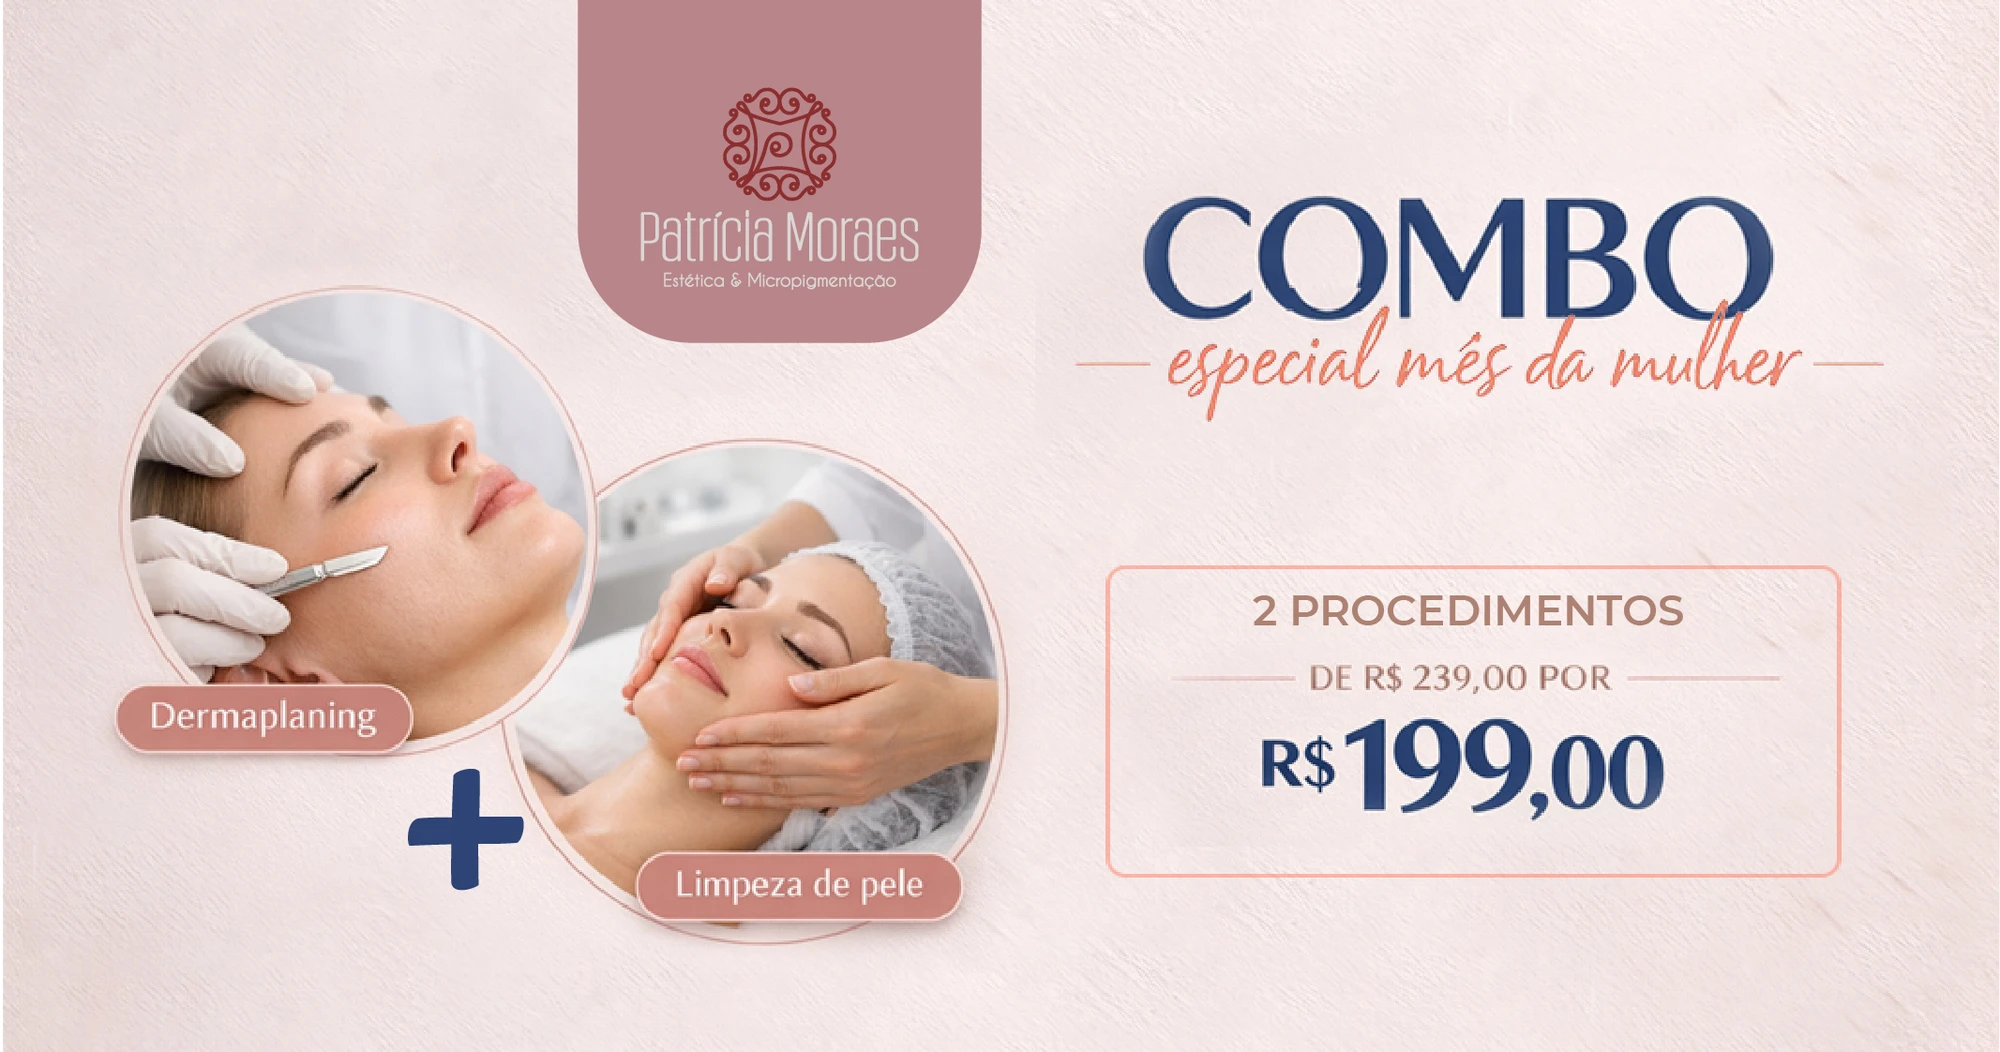 Patrícia Moraes
Estética & Micropigmentação
COMBO
especial mês da mulher
Dermaplaning
+
Limpeza de pele
2 PROCEDIMENTOS
DE R$ 239,00 POR
R$ 199,00